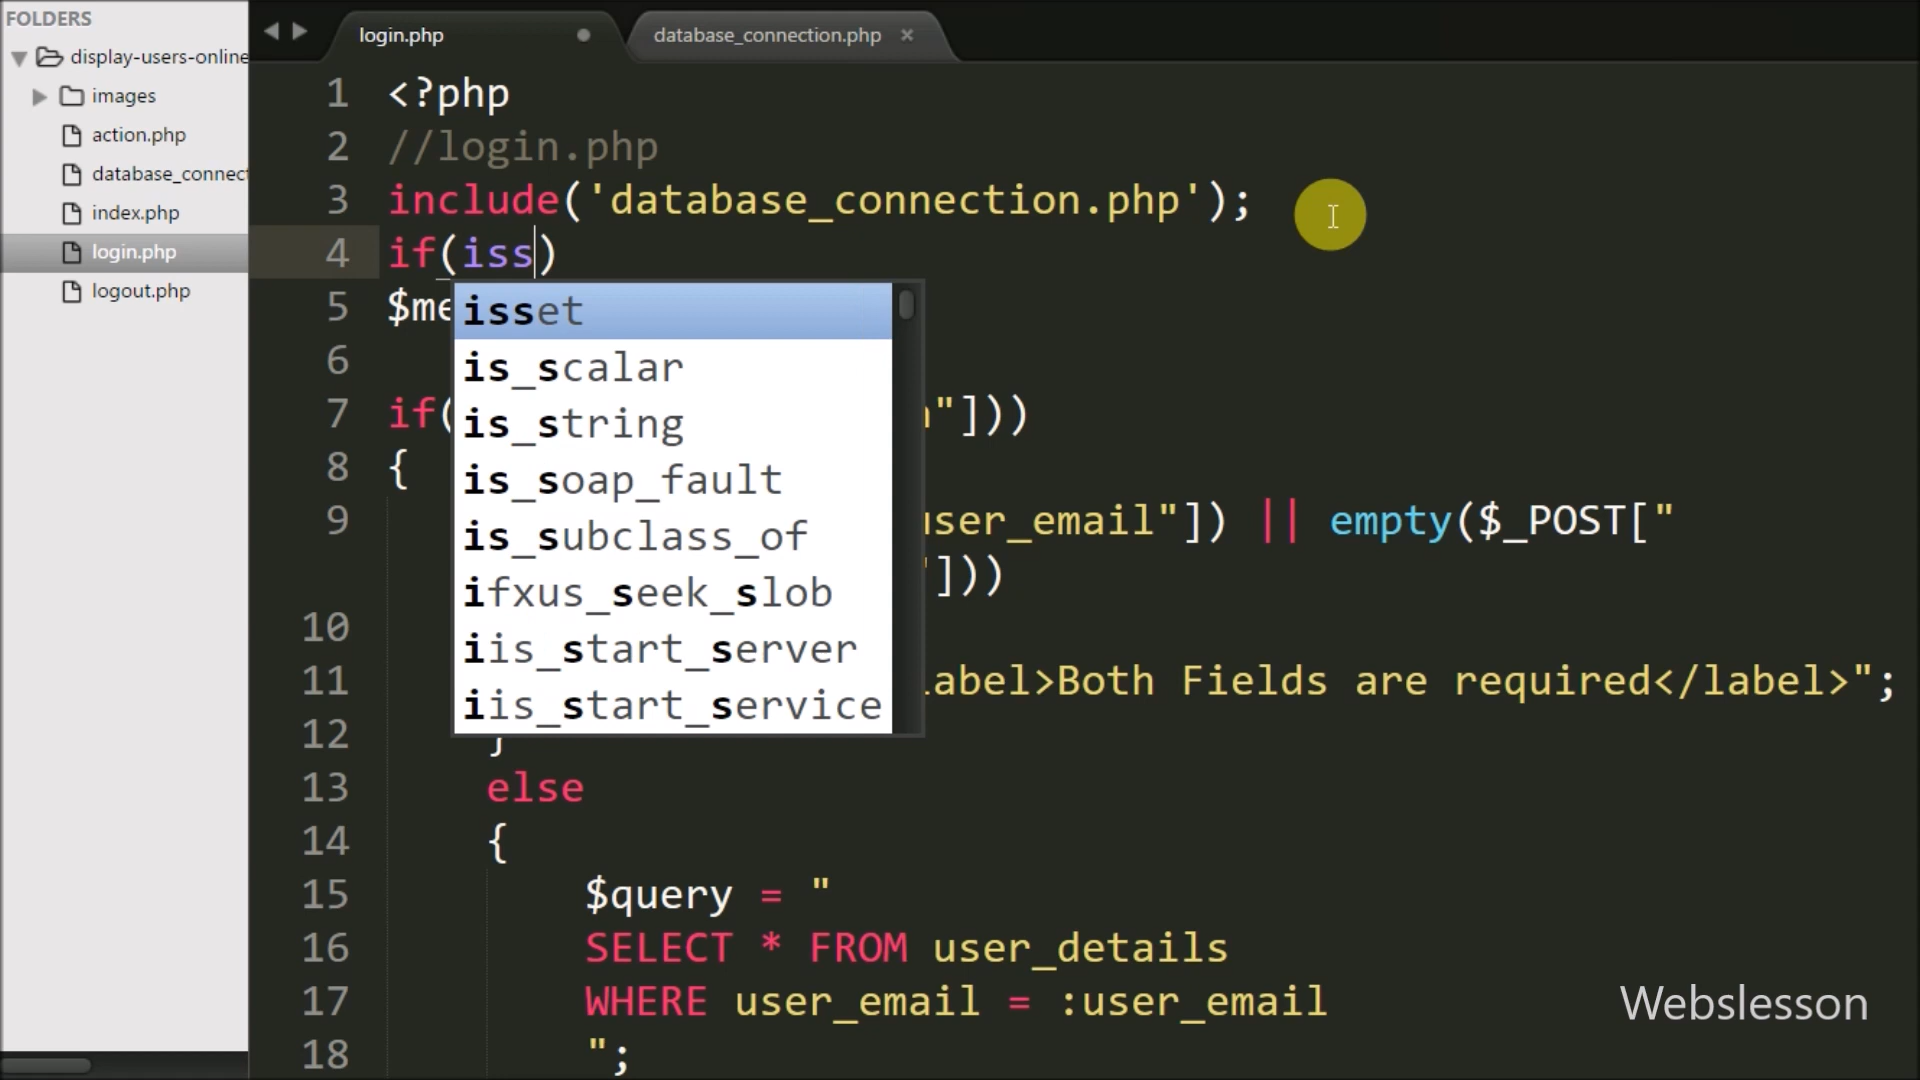 FOLDERS
display-users-online
images
action.php
database_connect
index.php
login.php
logout.php
login.php
database_connection.php ×
1 <?php
2 //login.php
3 include('database_connection.php');
4 if(iss)
5 $me
6
7 if( "]))
8 {
9 user_email"]) || empty($_POST["
"]))
10
11 label>Both Fields are required</label>";
12 }
13 else
14 {
15 $query = "
16 SELECT * FROM user_details
17 WHERE user_email = :user_email
18 ";
isset
is_scalar
is_string
is_soap_fault
is_subclass_of
ifxus_seek_slob
iis_start_server
iis_start_service
Webslesson